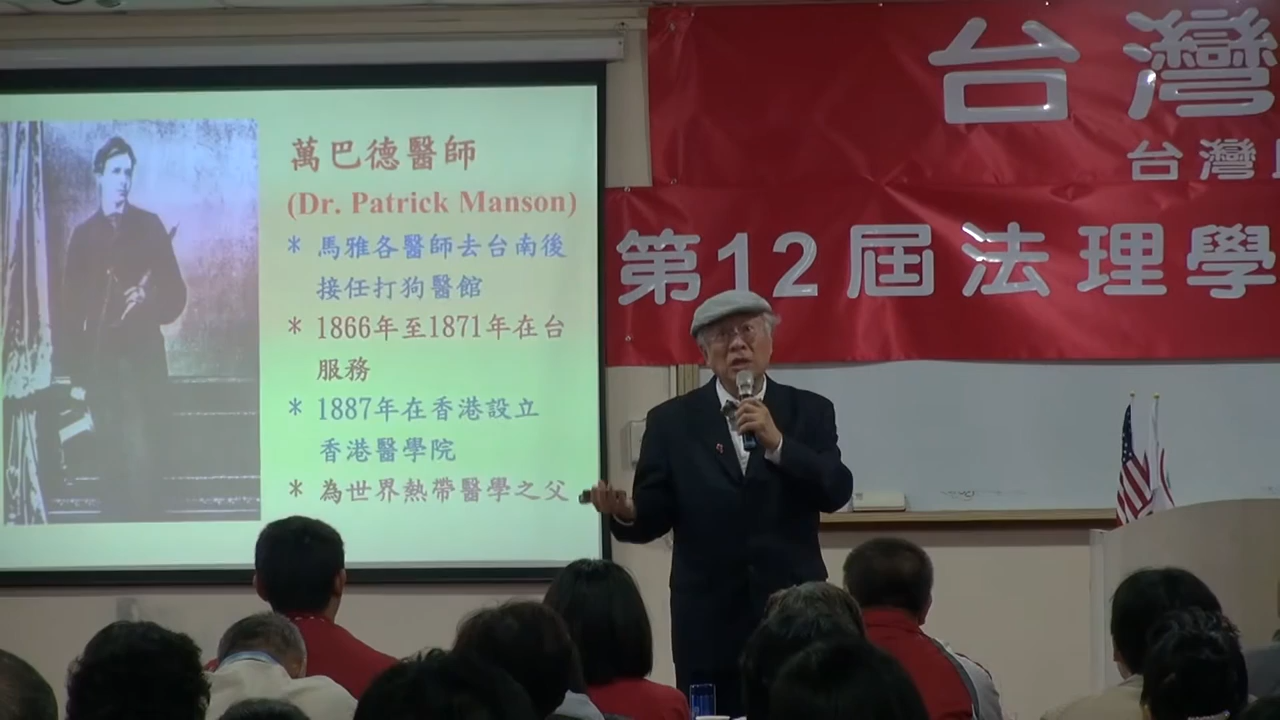 萬巴德醫師
(Dr. Patrick Manson)
* 馬雅各醫師去台南後
接任打狗醫館
* 1866年至1871年在台
服務
* 1887年在香港設立
香港醫學院
* 為世界熱帶醫學之父
台灣
台灣
第12屆法理學